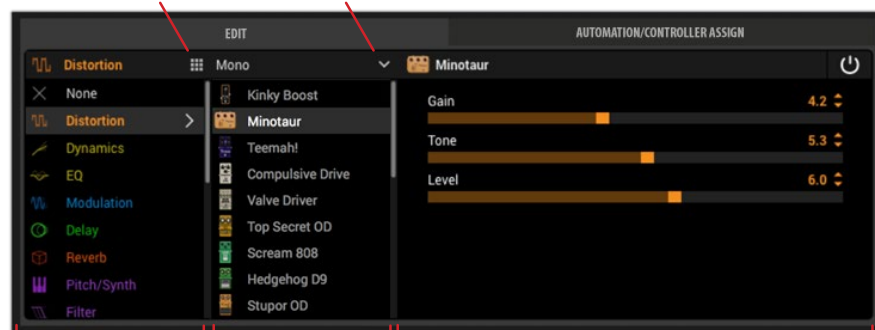 EDIT
AUTOMATION/CONTROLLER ASSIGN
Distortion
Mono
Minotaur
None
Distortion
Dynamics
EQ
Modulation
Delay
Reverb
Pitch/Synth
Filter
Kinky Boost
Minotaur
Teemah!
Compulsive Drive
Valve Driver
Top Secret OD
Scream 808
Hedgehog D9
Stupor OD
Gain 4.2
Tone 5.3
Level 6.0